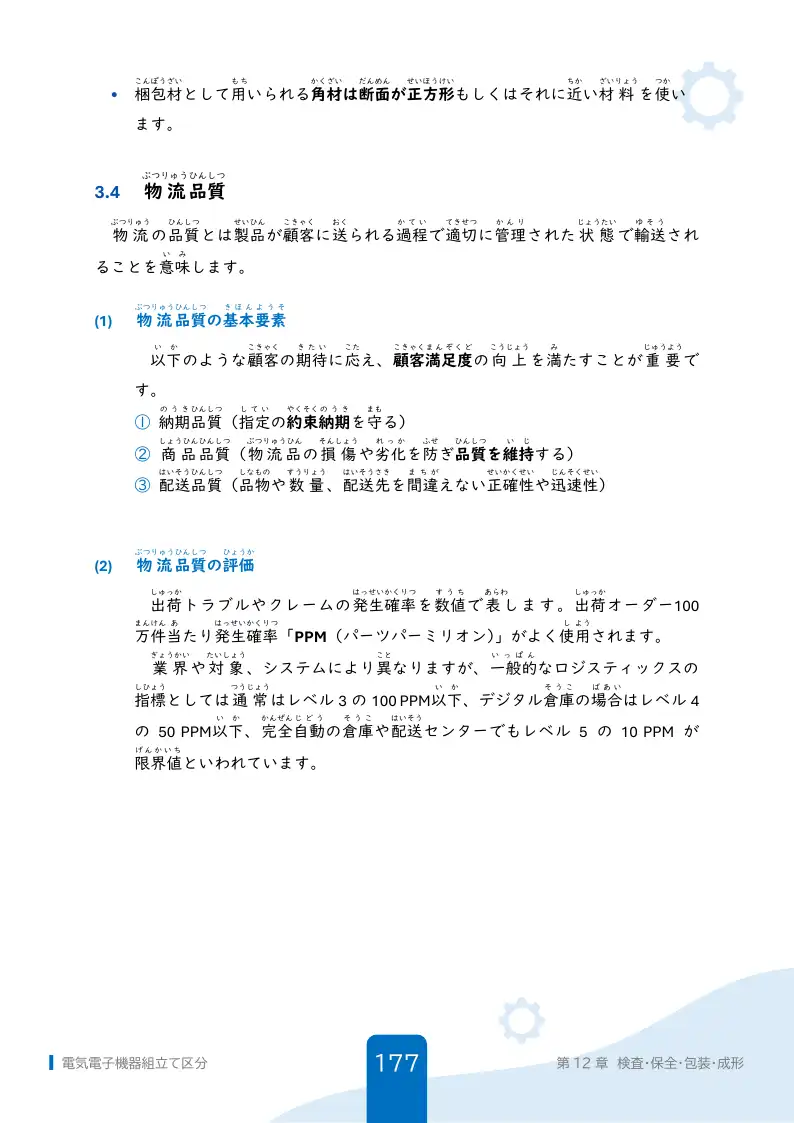 • 梱包材として用いられる角材は断面が正方形もしくはそれに近い材料を使い
ます。
3.4 物流品質
物流の品質とは製品が顧客に送られる過程で適切に管理された状態で輸送され
ることを意味します。
(1) 物流品質の基本要素
以下のような顧客の期待に応え、顧客満足度の向上を満たすことが重要で
す。
① 納期品質（指定の約束納期を守る）
② 商品品質（物流品の損傷や劣化を防ぎ品質を維持する）
③ 配送品質（品物や数量、配送先を間違えない正確性や迅速性）
(2) 物流品質の評価
出荷トラブルやクレームの発生確率を数値で表します。出荷オーダー100
万件当たり発生確率「PPM（パーツパーミリオン）」がよく使用されます。
業界や対象、システムにより異なりますが、一般的なロジスティックスの
指標としては通常はレベル 3 の 100 PPM以下、デジタル倉庫の場合はレベル 4
の 50 PPM以下、完全自動の倉庫や配送センターでもレベル 5 の 10 PPM が
限界値といわれています。
電気電子機器組立て区分
177
第 12 章 検査･保全･包装･成形